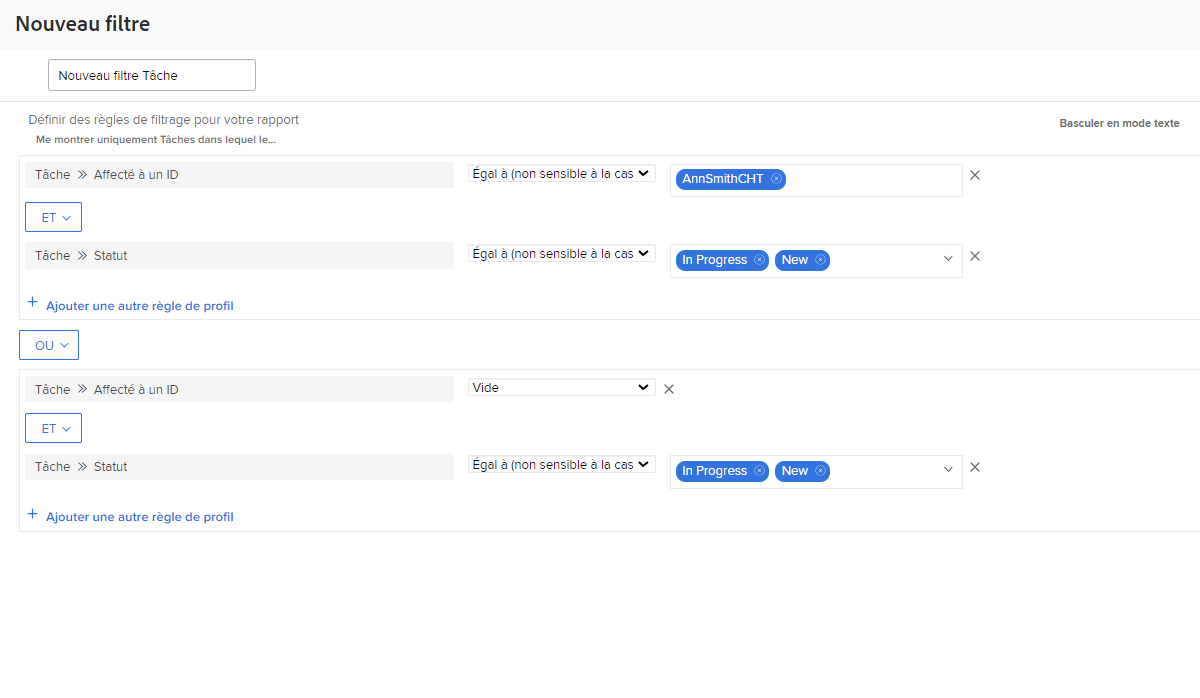 Nouveau filtre
Nouveau filtre Tâche
Définir des règles de filtrage pour votre rapport
Basculer en mode texte
Me montrer uniquement Tâches dans lequel le...
Tâche » Affecté à un ID Égal à (non sensible à la cas AnnSmithCHT
ET
Tâche » Statut Égal à (non sensible à la cas In Progress New
+ Ajouter une autre règle de profil
OU
Tâche » Affecté à un ID Vide
ET
Tâche » Statut Égal à (non sensible à la cas In Progress New
+ Ajouter une autre règle de profil